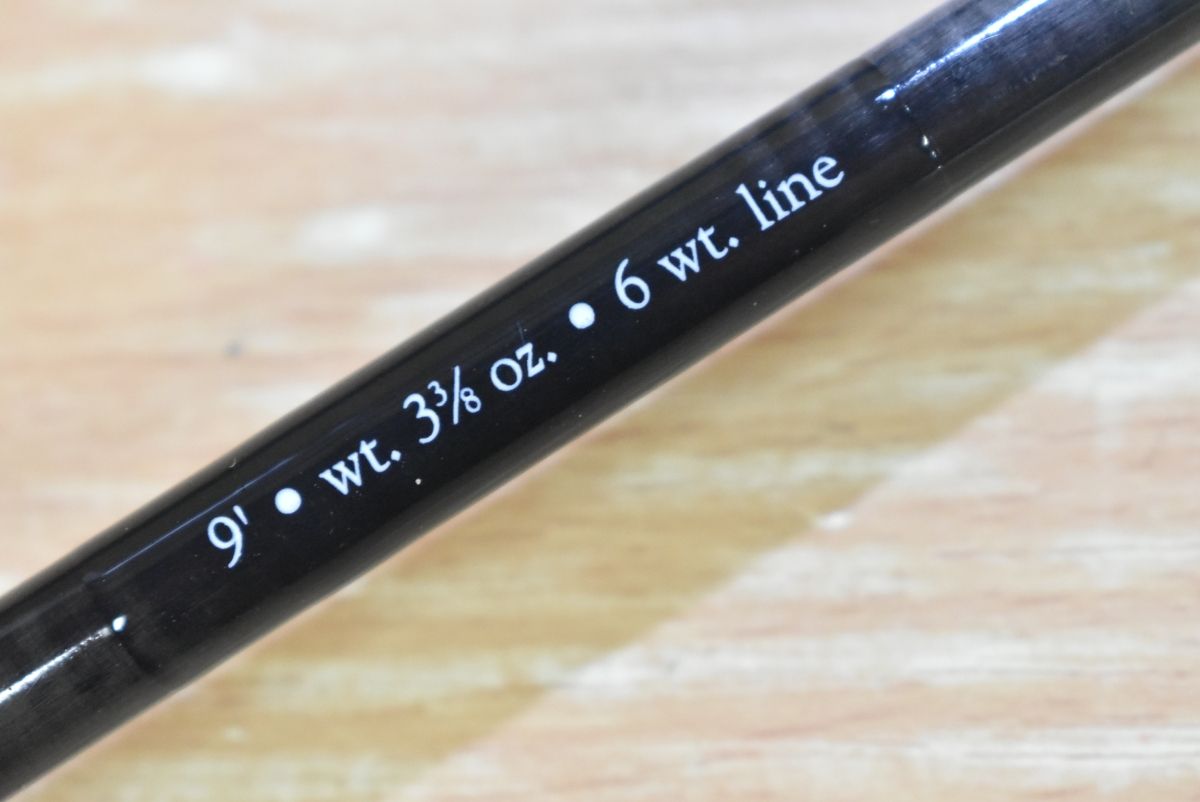 9' • wt. 3⅜ oz. • 6 wt. line